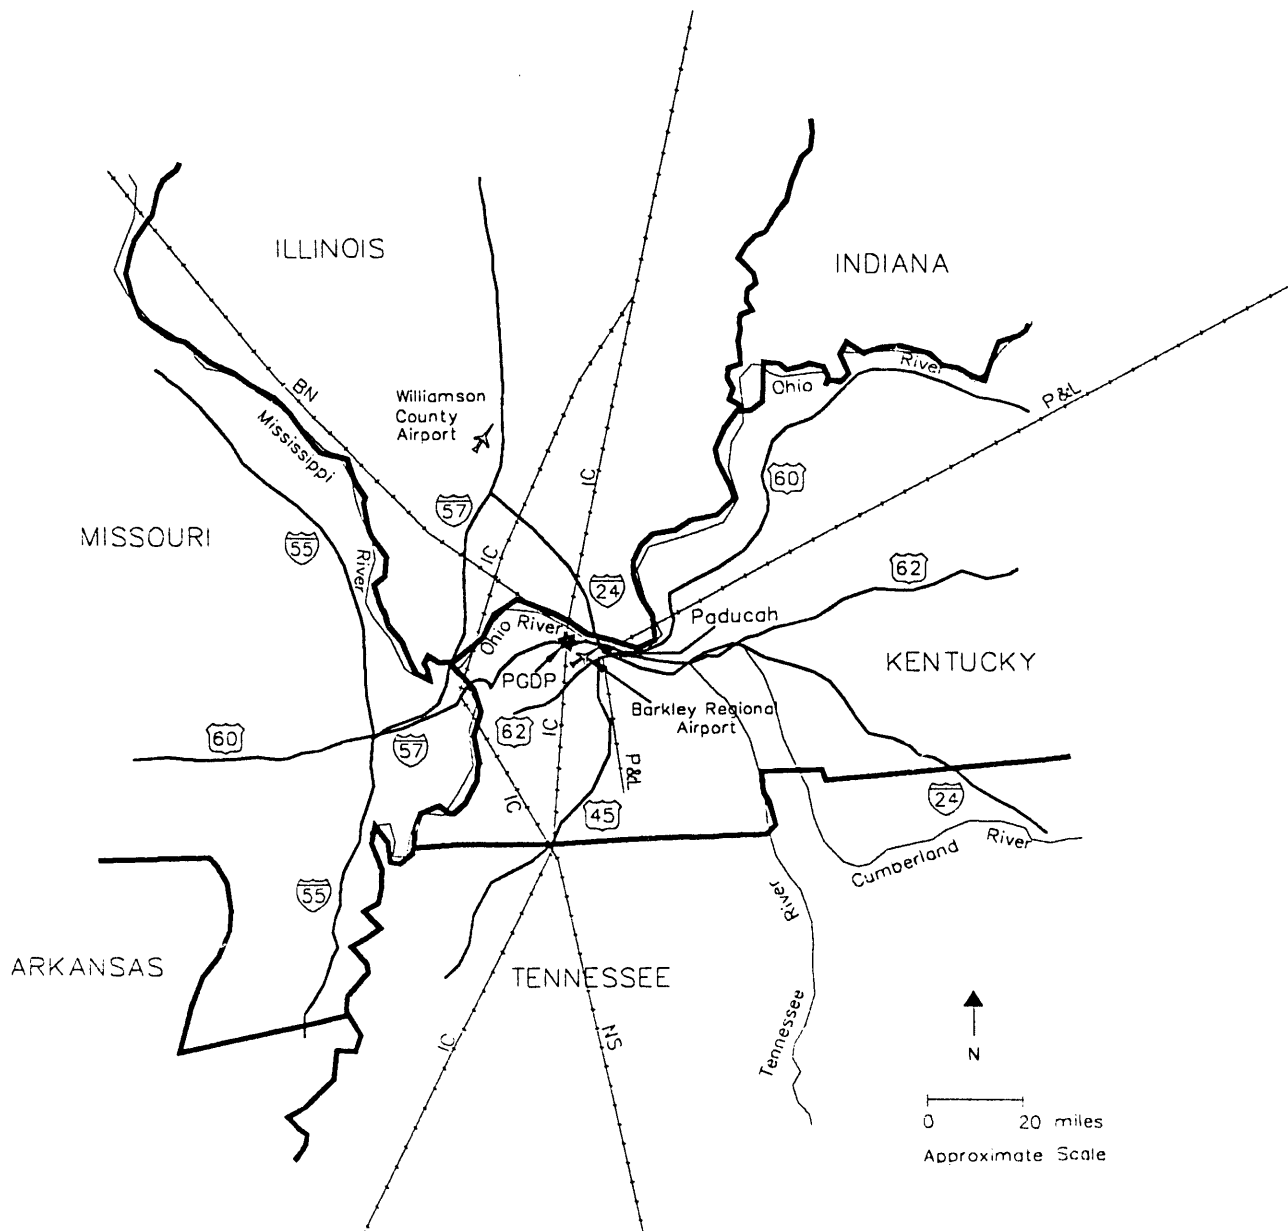 ILLINOIS
INDIANA
River
Ohio
P&L
BN
Williamson
County
Airport
Mississippi
IC
60
57
MISSOURI
55
River
IC
62
24
Paducah
Ohio River
KENTUCKY
PGDP
Barkley Regional
Airport
62
IC
60
57
P&L
IC
45
24
River
Cumberland
55
River
ARKANSAS
TENNESSEE
Tennessee
IC
NS
N
0 20 miles
Approximate Scale